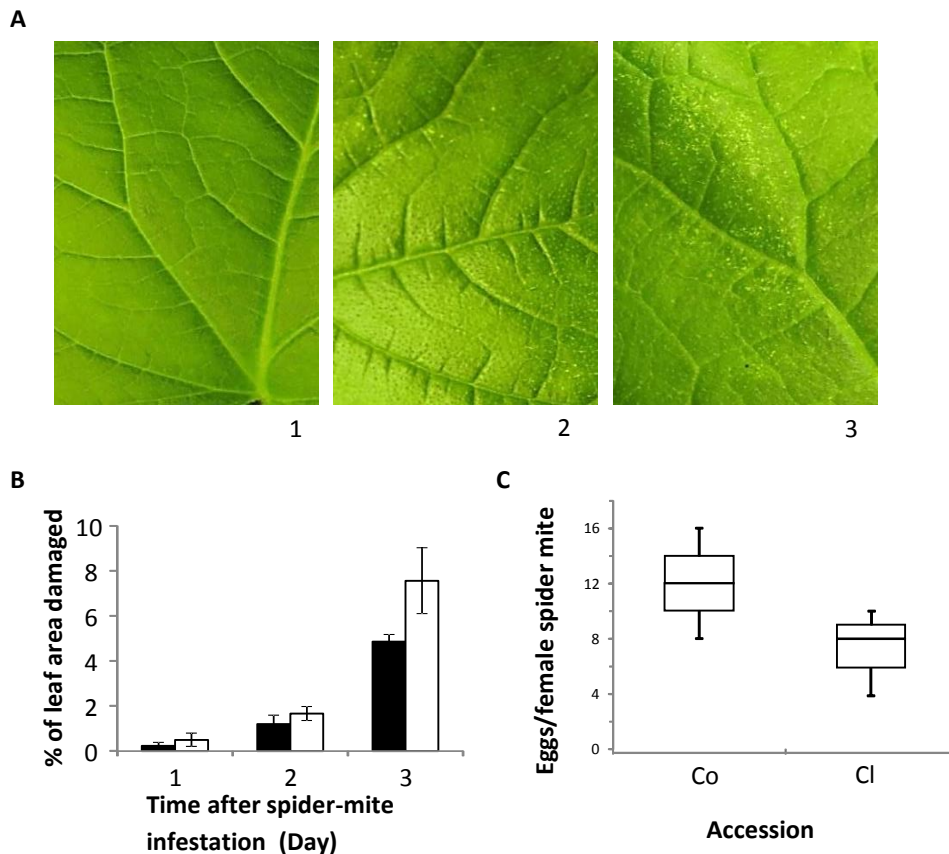 A
1
2
3
B
% of leaf area damaged
10
8
6
4
2
0
1
2
3
Time after spider-mite
infestation (Day)
C
Eggs/female spider mite
16
12
8
4
0
Co
Cl
Accession